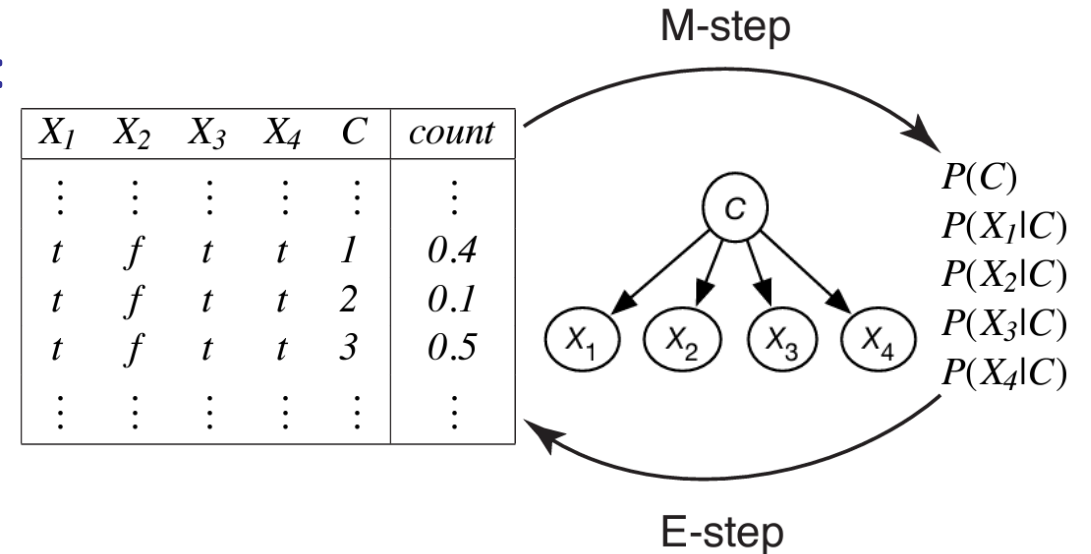 M-step
:
X1 X2 X3 X4 C count
⋮ ⋮ ⋮ ⋮ ⋮ ⋮
t f t t 1 0.4
t f t t 2 0.1
t f t t 3 0.5
⋮ ⋮ ⋮ ⋮ ⋮ ⋮
C
X1 X2 X3 X4
P(C)
P(X1|C)
P(X2|C)
P(X3|C)
P(X4|C)
E-step